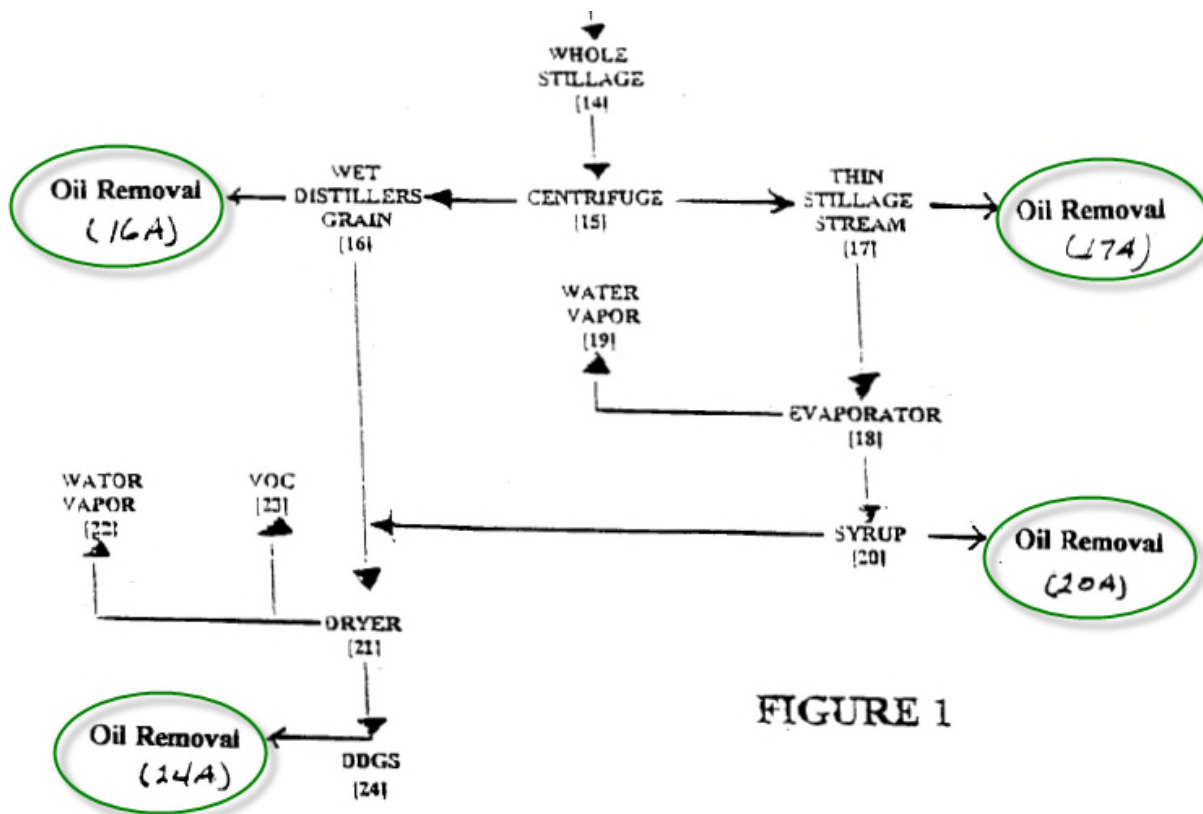 WHOLE
STILLAGE
[14]
Oil Removal
(16A)
WET
DISTILLERS
GRAIN
[16]
CENTRIFUGE
[15]
THIN
STILLAGE
STREAM
[17]
Oil Removal
(17A)
WATER
VAPOR
[19]
EVAPORATOR
[18]
WATOR
VAPOR
[22]
VOC
[23]
SYRUP
[20]
Oil Removal
(20A)
DRYER
[21]
Oil Removal
(24A)
DDGS
[24]
FIGURE 1